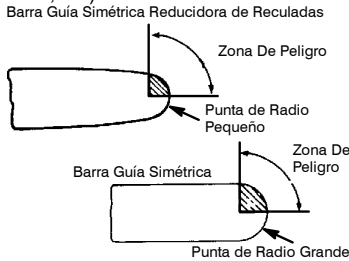 Barra Guía Simétrica Reducidora de Reculadas
Zona De Peligro
Punta de Radio
Pequeño
Zona De
Peligro
Barra Guía Simétrica
Punta de Radio Grande